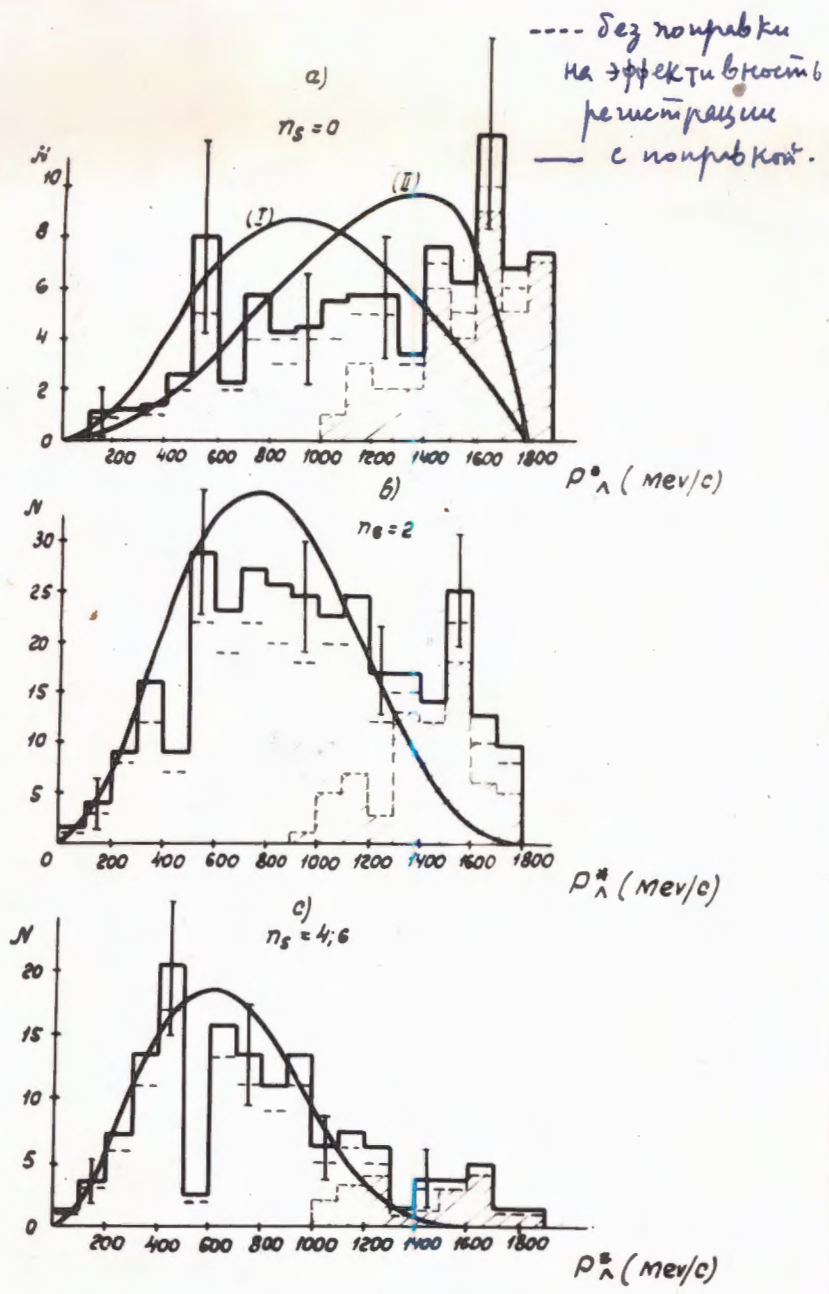 ---- без поправки
на эффективность
регистрации
— с поправкой.
а)
n_s = 0
N
10
8
6
4
2
0
(I)
(II)
200 400 600 800 1000 1200 1400 1600 1800
P*Λ (Mev/c)
б)
n_s = 2
N
30
25
20
15
10
5
0
200 400 600 800 1000 1200 1400 1600 1800
P*Λ (Mev/c)
c)
n_s = 4;6
N
20
15
10
5
0
200 400 600 800 1000 1200 1400 1600 1800
P*Λ (Mev/c)